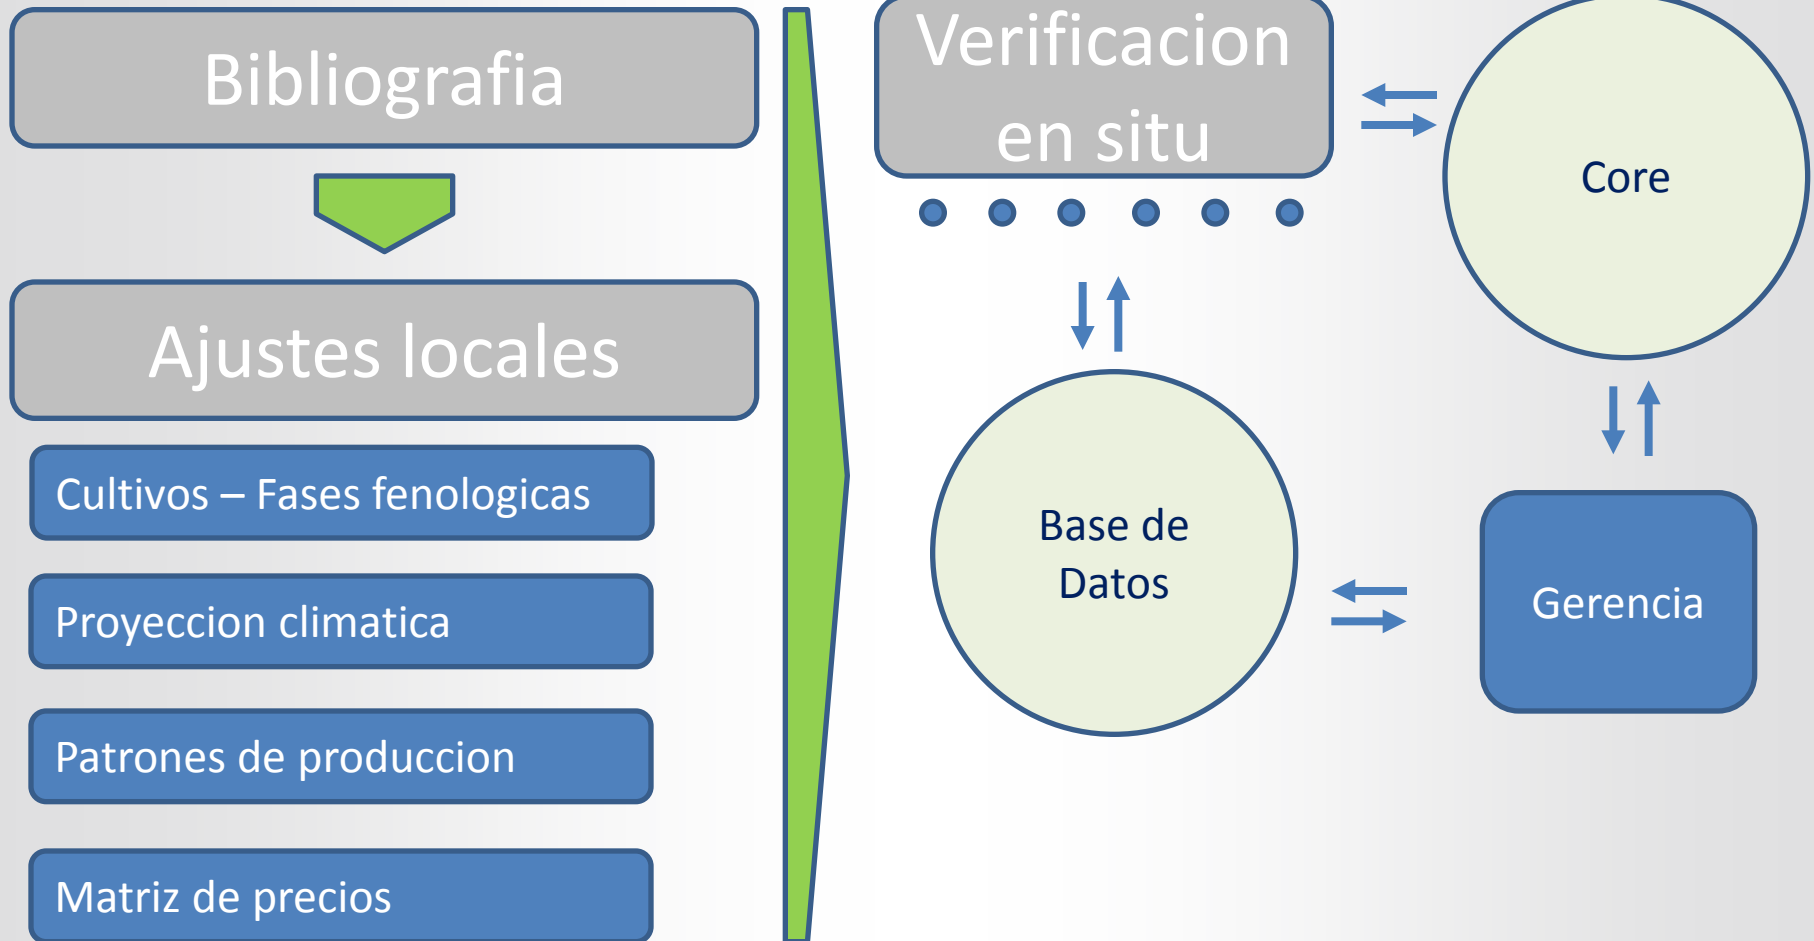 Bibliografia
Ajustes locales
Cultivos – Fases fenologicas
Proyeccion climatica
Patrones de produccion
Matriz de precios
Verificacion
en situ
Core
Base de
Datos
Gerencia